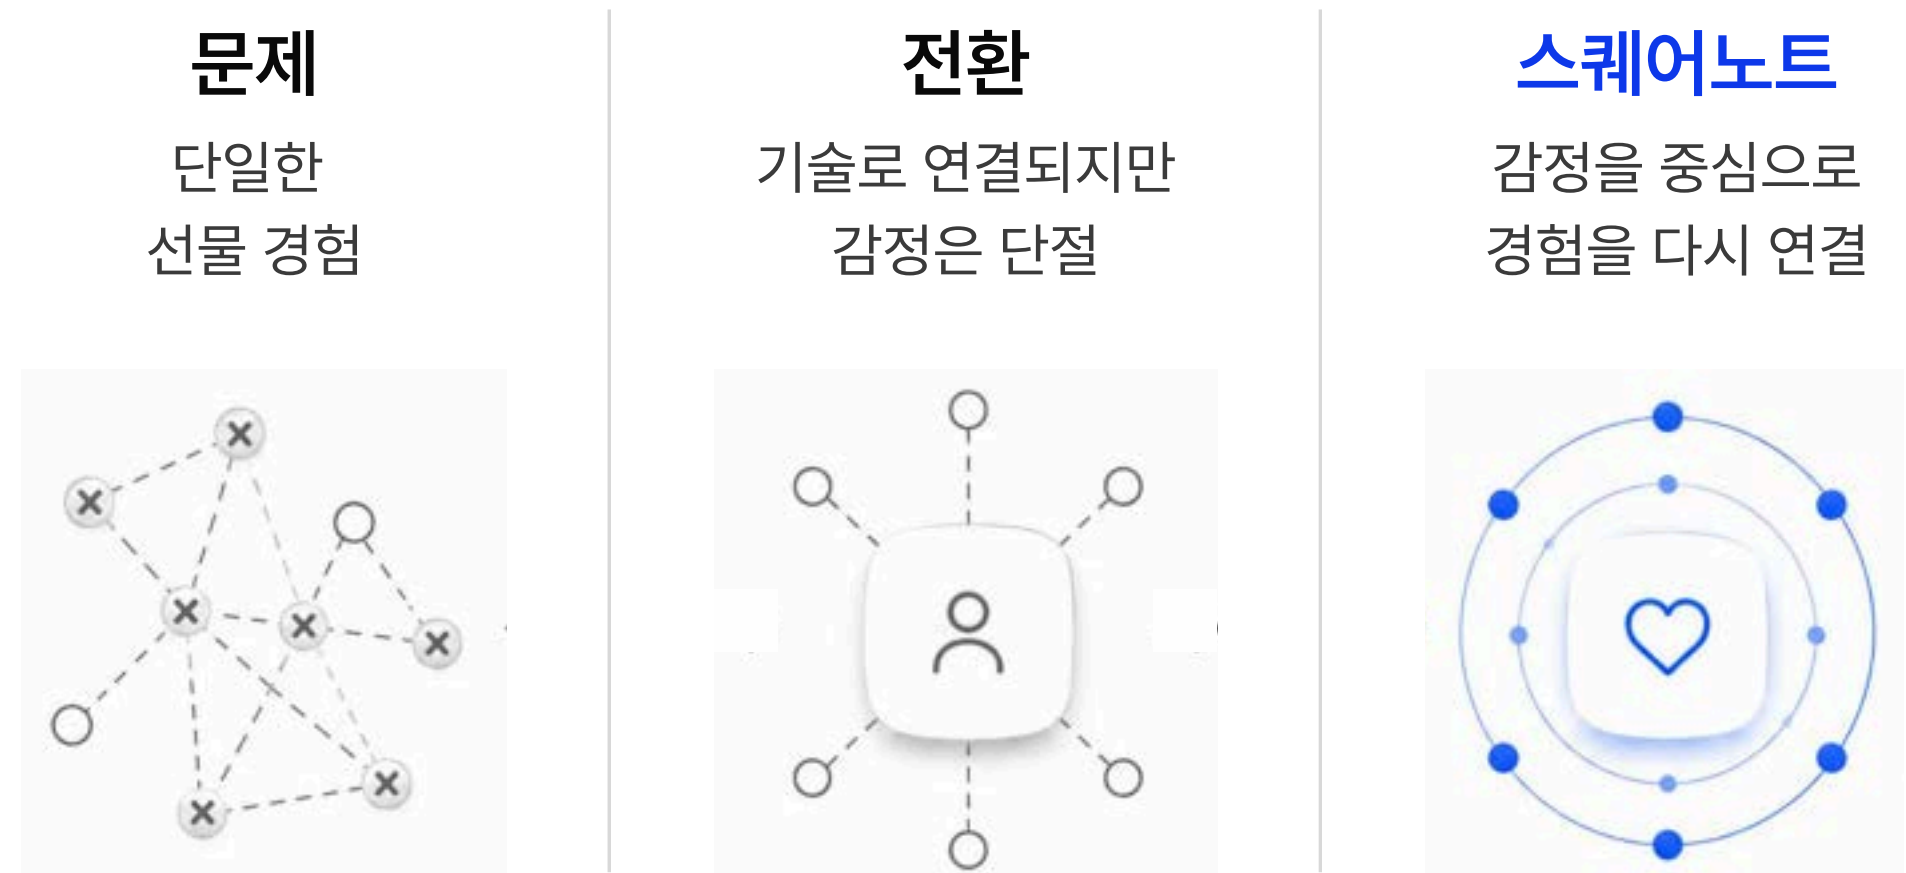 문제
단일한
선물 경험
전환
기술로 연결되지만
감정은 단절
스퀘어노트
감정을 중심으로
경험을 다시 연결